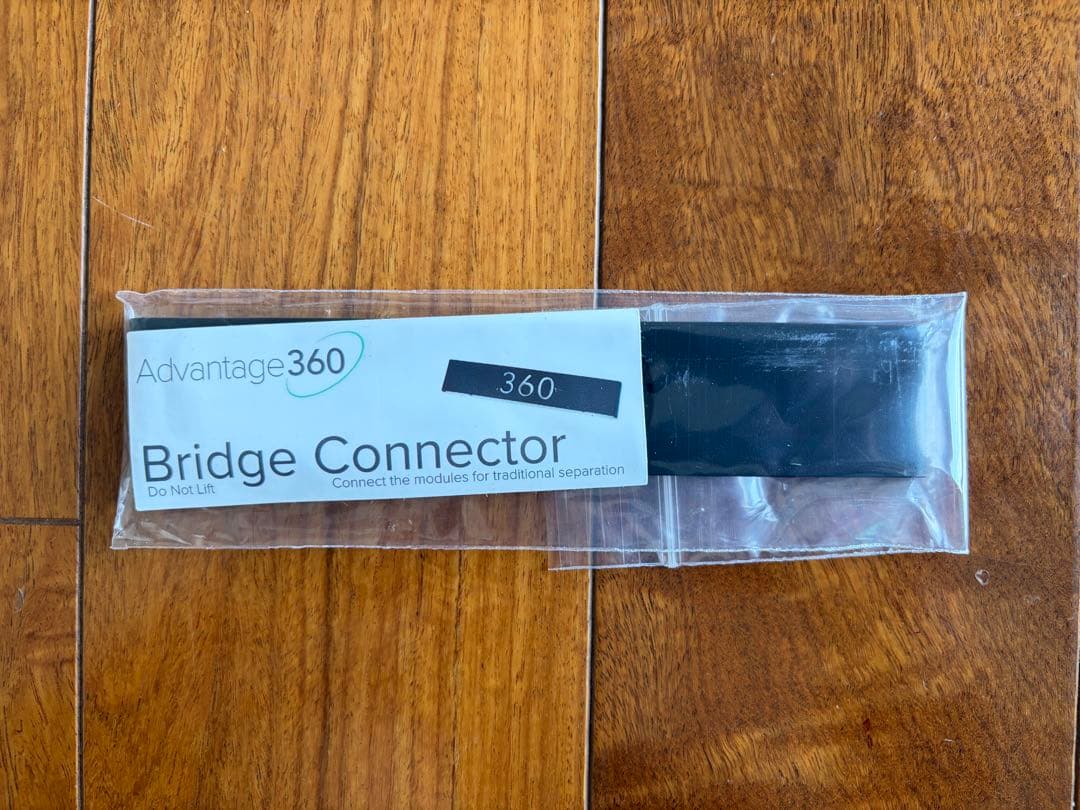 Advantage360
360
Bridge Connector
Do Not Lift
Connect the modules for traditional separation